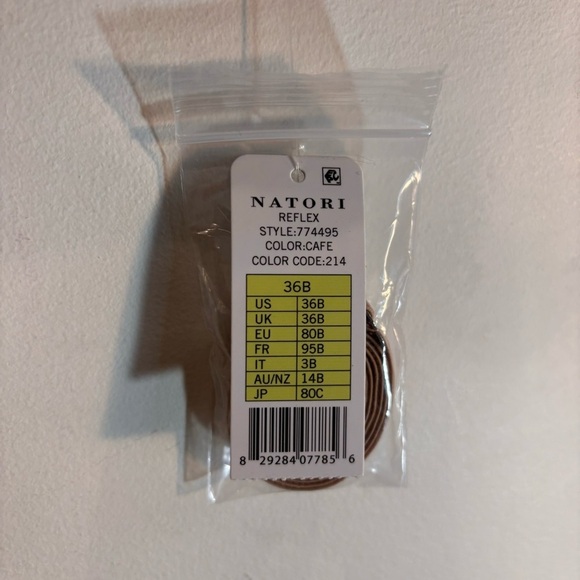 NATORI
REFLEX
STYLE:774495
COLOR:CAFE
COLOR CODE:214
36B
US 36B
UK 36B
EU 80B
FR 95B
IT 3B
AU/NZ 14B
JP 80C
8 29284 07785 6